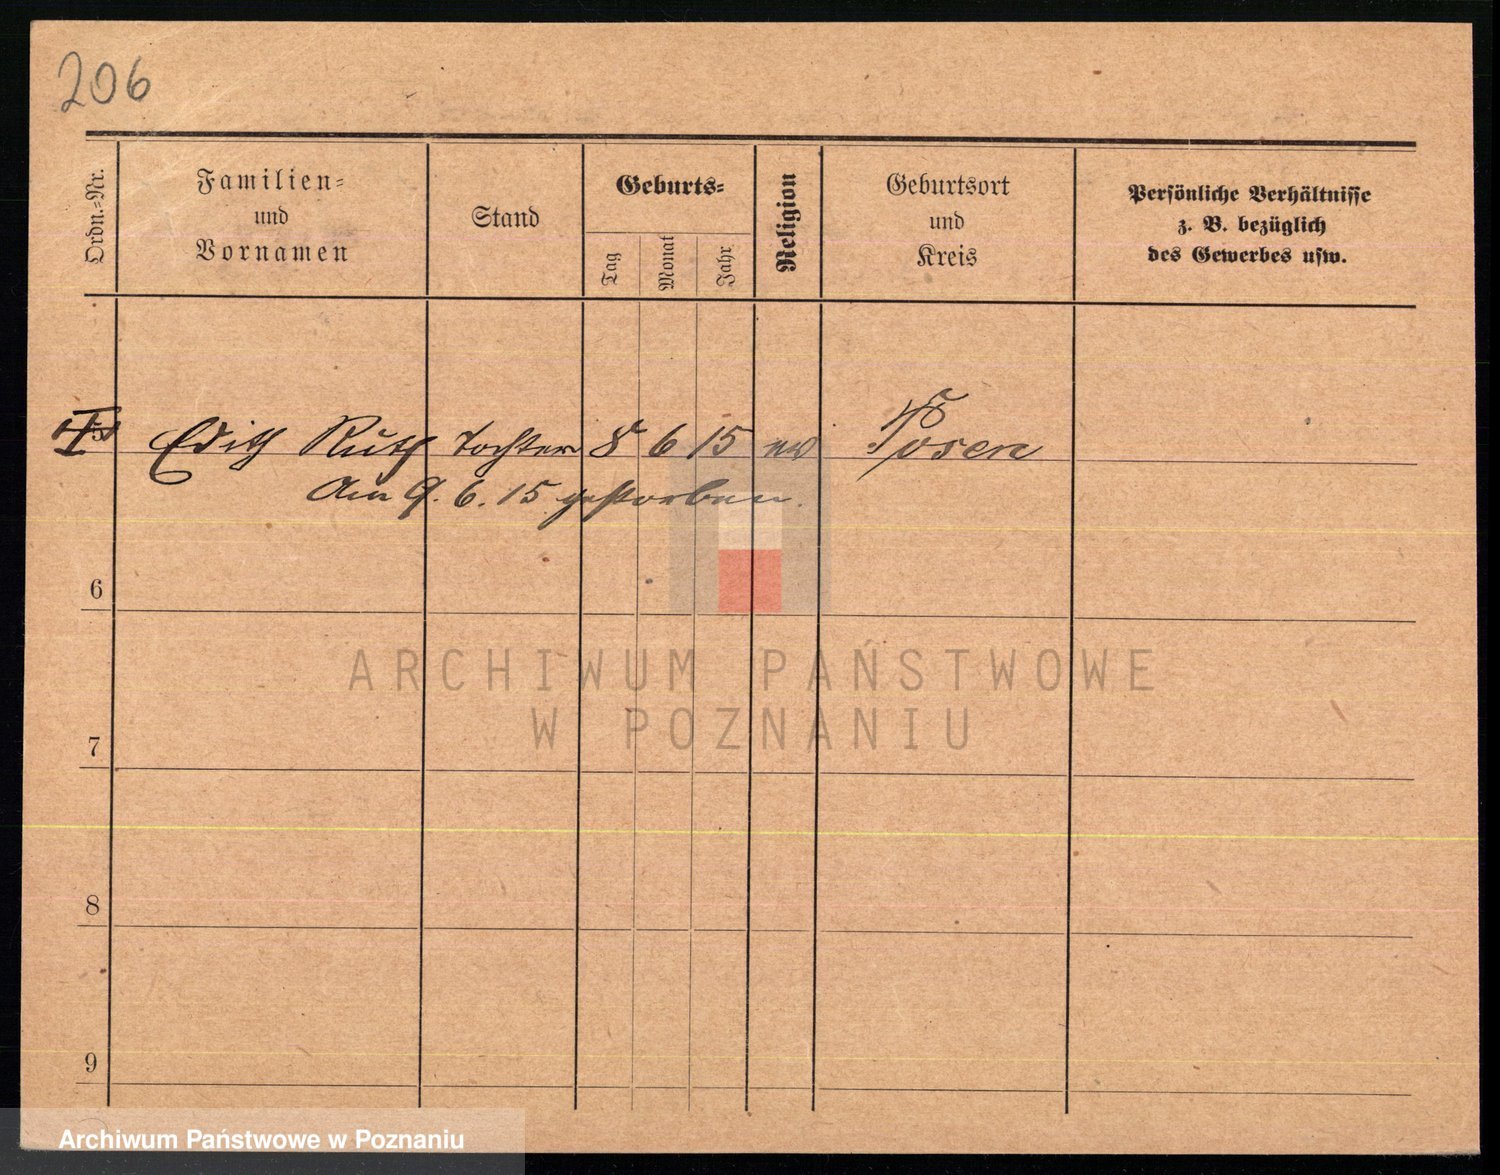 206
Ordn.-Nr.
Familien-
und
Vornamen
Stand
Geburts-
Tag
Monat
Jahr
Religion
Geburtsort
und
Kreis
Persönliche Verhältnisse
z. B. bezüglich
des Gewerbes usw.
I Edith Ruth Tochter 8 6 15 ev Posen
Am 9. 6. 15 gestorben.
6
ARCHIWUM PAŃSTWOWE
W POZNANIU
7
8
9
Archiwum Państwowe w Poznaniu